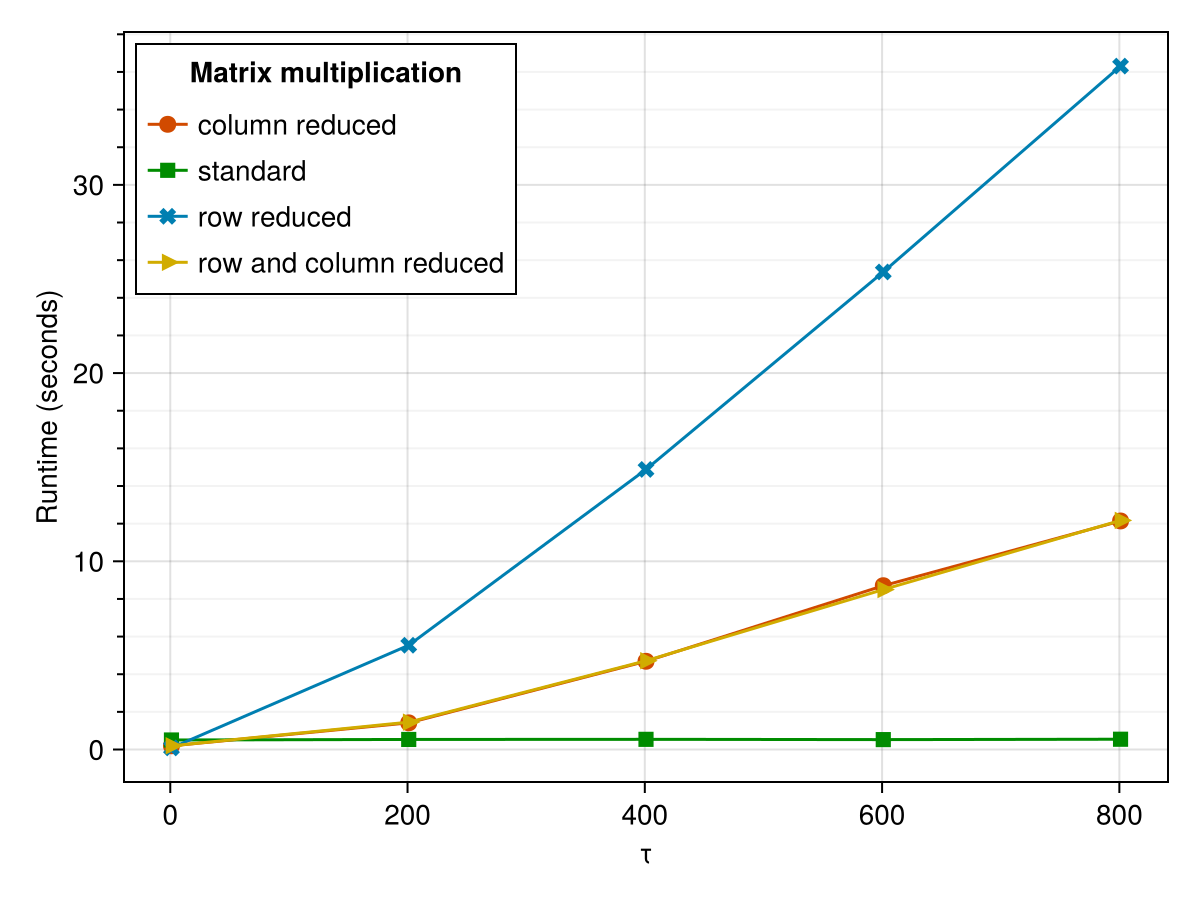 Matrix multiplication
column reduced
standard
row reduced
row and column reduced
30
20
10
0
Runtime (seconds)
0 200 400 600 800
τ